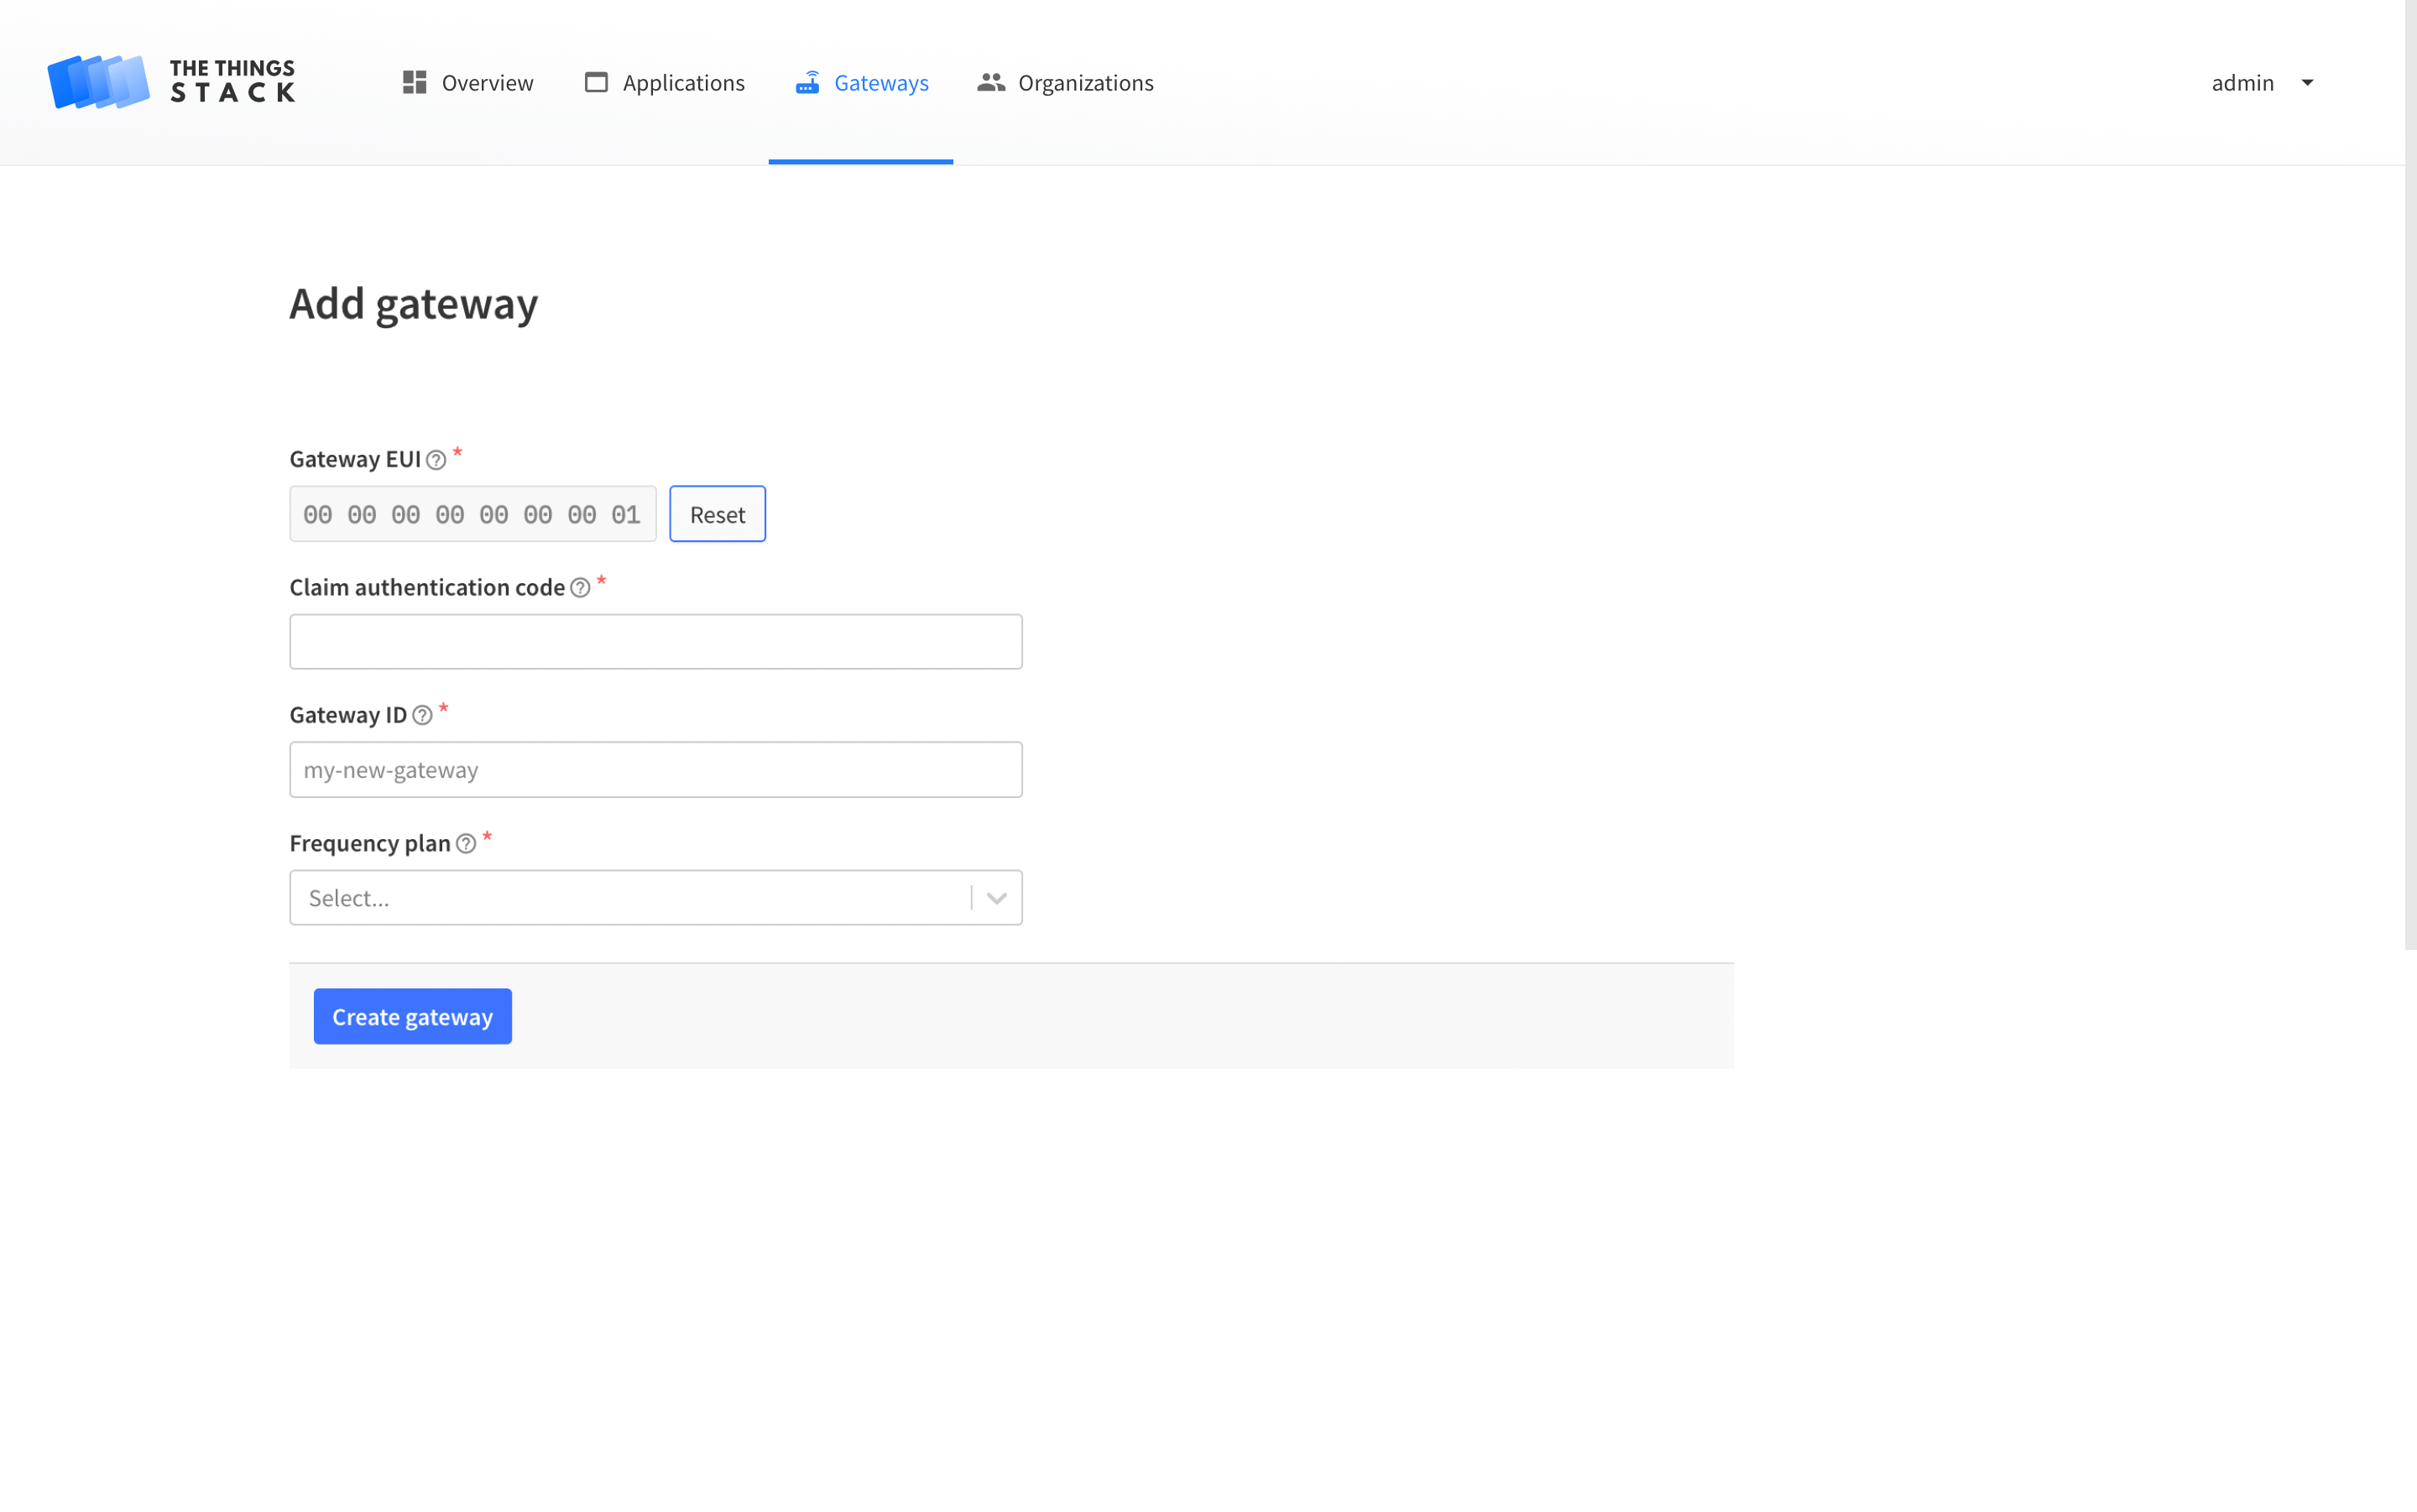 THE THINGS
STACK
Overview
Applications
Gateways
Organizations
admin
Add gateway
Gateway EUI ? *
00 00 00 00 00 00 00 01
Reset
Claim authentication code ? *
Gateway ID ? *
my-new-gateway
Frequency plan ? *
Select...
Create gateway